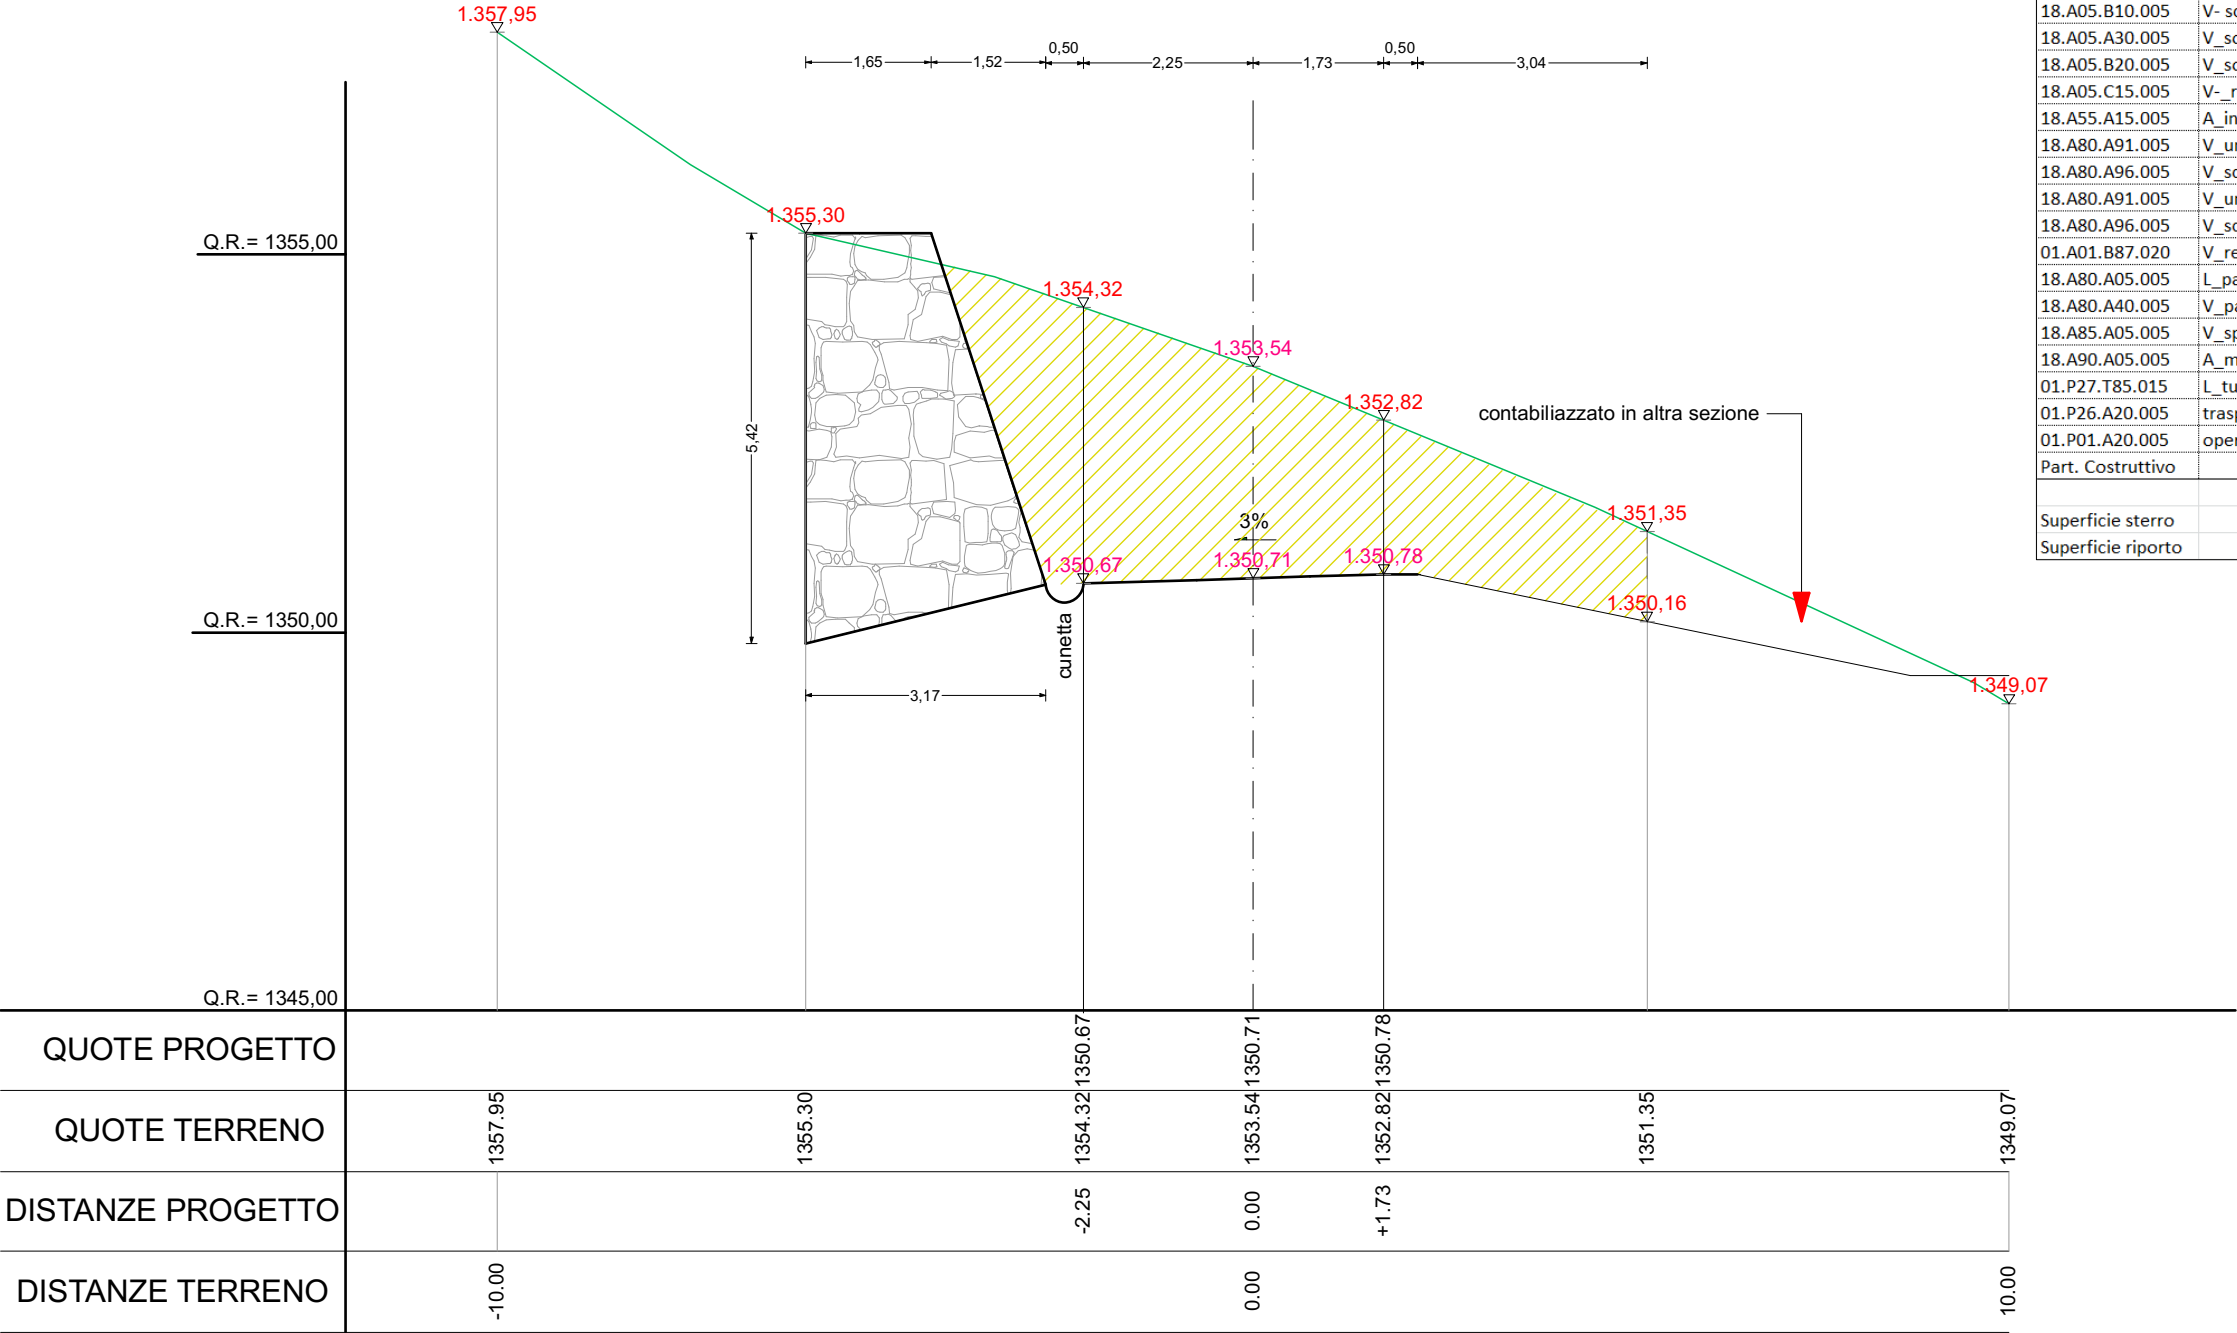 1.357,95
0,50
0,50
1,65
1,52
2,25
1,73
3,04
1.355,30
Q.R.= 1355,00
1.354,32
1.353,54
1.352,82
contabiliazzato in altra sezione
5,42
1.351,35
3%
1.350,67
1.350,71
1.350,78
1.350,16
Q.R.= 1350,00
cunetta
3,17
1.349,07
Q.R.= 1345,00
QUOTE PROGETTO
1350.67
1350.71
1350.78
QUOTE TERRENO
1357.95
1355.30
1354.32
1353.54
1352.82
1351.35
1349.07
DISTANZE PROGETTO
-2.25
0.00
+1.73
DISTANZE TERRENO
-10.00
0.00
10.00
18.A05.B10.005 V- 
18.A05.A30.005
18.A05.B20.005
18.A05.C15.005
18.A55.A15.005
18.A80.A91.005
18.A80.A96.005
18.A80.A91.005
18.A80.A96.005
01.A01.B87.020
18.A80.A05.005
18.A80.A40.005
18.A85.A05.005
18.A90.A05.005
01.P27.T85.015
01.P26.A20.005
01.P01.A20.005
Part. Costruttivo
Superficie sterro
Superficie riporto